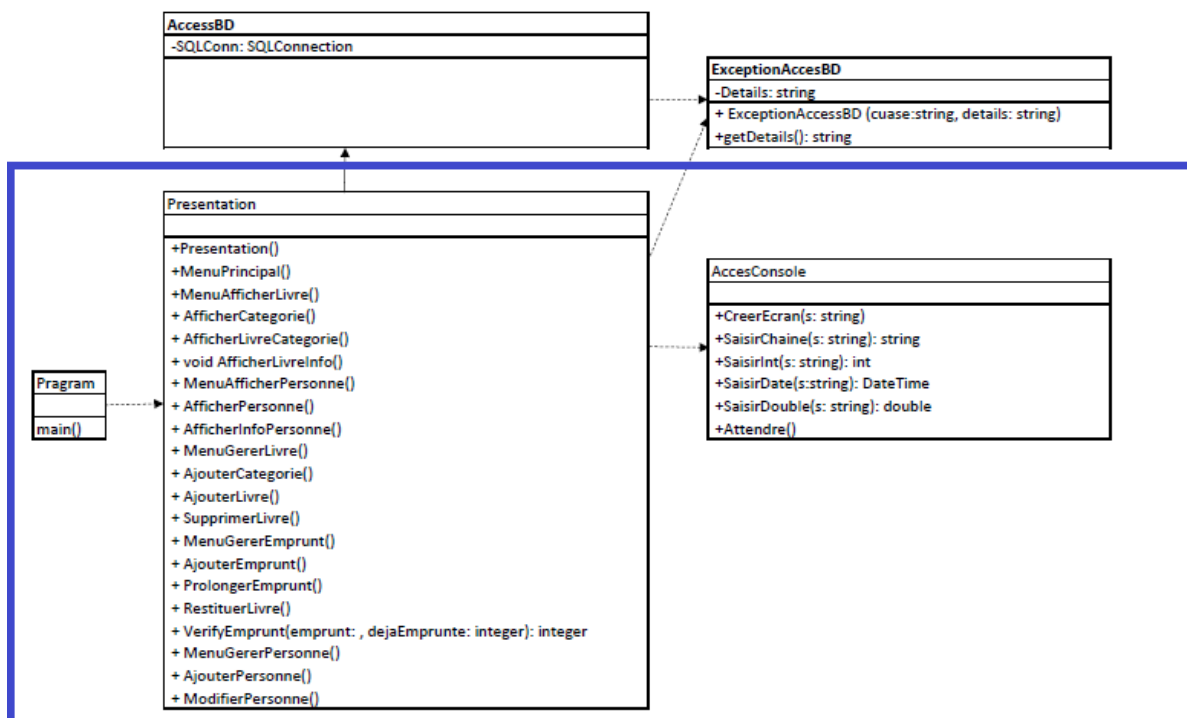 AccessBD
-SQLConn: SQLConnection
ExceptionAccesBD
-Details: string
+ ExceptionAccessBD (cuase:string, details: string)
+getDetails(): string
Presentation
+Presentation()
+MenuPrincipal()
+MenuAfficherLivre()
+ AfficherCategorie()
+ AfficherLivreCategorie()
+ void AfficherLivreInfo()
+ MenuAfficherPersonne()
+ AfficherPersonne()
+ AfficherInfoPersonne()
+ MenuGererLivre()
+ AjouterCategorie()
+ AjouterLivre()
+ SupprimerLivre()
+ MenuGererEmprunt()
+ AjouterEmprunt()
+ ProlongerEmprunt()
+ RestituerLivre()
+ VerifyEmprunt(emprunt: , dejaEmprunte: integer): integer
+ MenuGererPersonne()
+ AjouterPersonne()
+ ModifierPersonne()
AccesConsole
+CreerEcran(s: string)
+SaisirChaine(s: string): string
+SaisirInt(s: string): int
+SaisirDate(s:string): DateTime
+SaisirDouble(s: string): double
+Attendre()
Pragram
main()